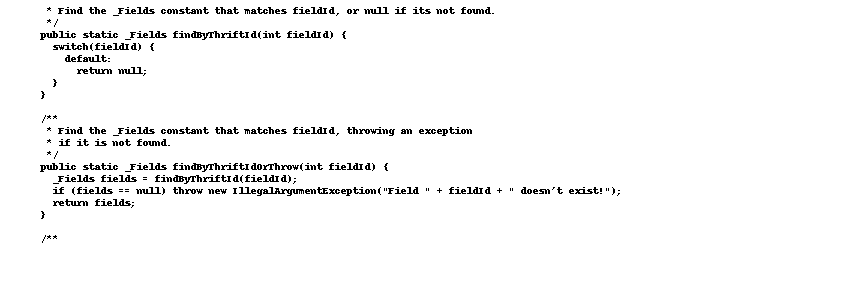 * Find the _Fields constant that matches fieldId, or null if its not found.
*/
public static _Fields findByThriftId(int fieldId) {
switch(fieldId) {
default:
return null;
}
}
/**
* Find the _Fields constant that matches fieldId, throwing an exception
* if it is not found.
*/
public static _Fields findByThriftIdOrThrow(int fieldId) {
_Fields fields = findByThriftId(fieldId);
if (fields == null) throw new IllegalArgumentException("Field " + fieldId + " doesn't exist!");
return fields;
}
/**